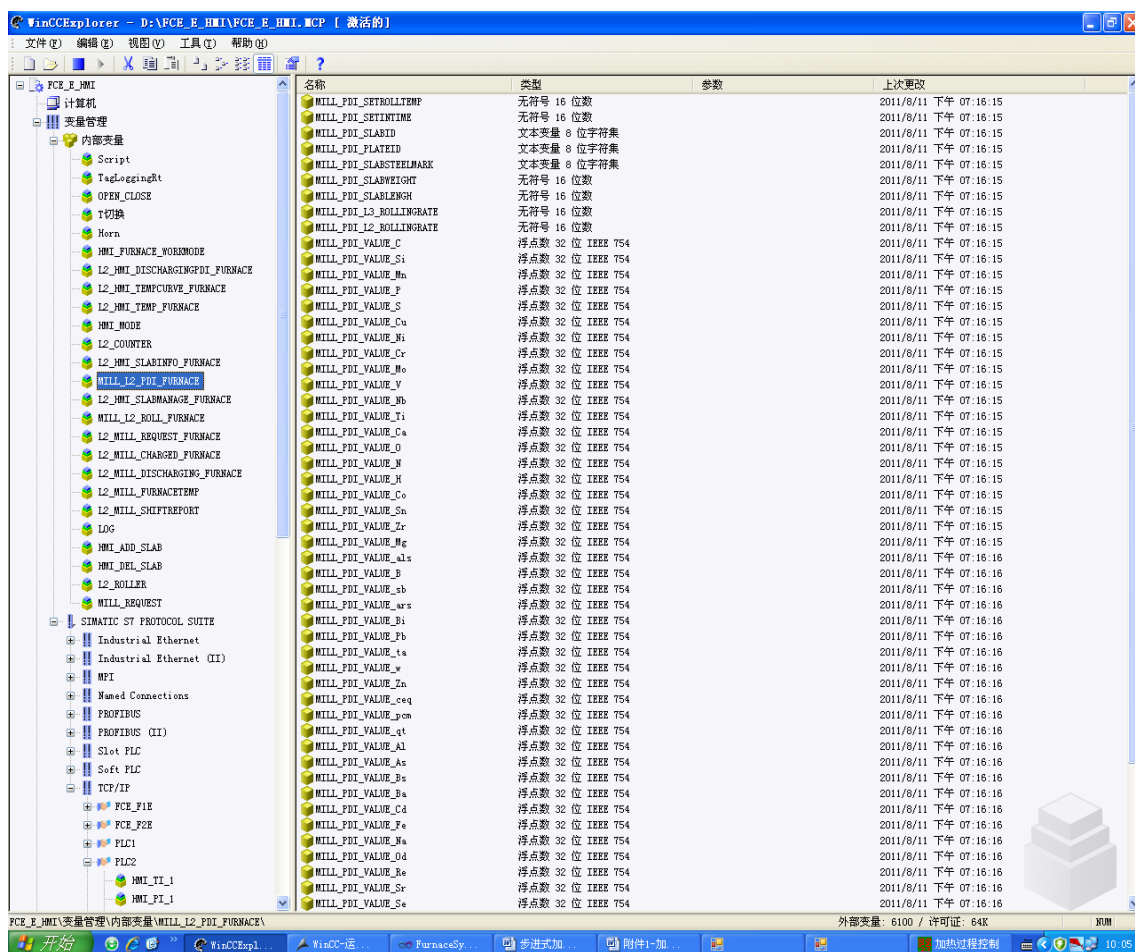 WinCCExplorer - D:\FCE_E_HMI\FCE_E_HMI.MCP [ 激活的]
文件(F) 编辑(E) 视图(V) 工具(T) 帮助(H)
FCE_E_HMI
计算机
变量管理
内部变量
Script
TagLoggingRt
OPEN_CLOSE
T切换
Horn
HMI_FURNACE_WORKMODE
L2_HMI_DISCHARGINGPDI_FURNACE
L2_HMI_TEMPCURVE_FURNACE
L2_HMI_TEMP_FURNACE
HMI_MODE
L2_COUNTER
L2_HMI_SLABINFO_FURNACE
MILL_L2_PDI_FURNACE
L2_HMI_SLABMANAGE_FURNACE
MILL_L2_ROLL_FURNACE
L2_MILL_REQUEST_FURNACE
L2_MILL_CHARGED_FURNACE
L2_MILL_DISCHARGING_FURNACE
L2_MILL_FURNACETEMP
L2_MILL_SHIFTREPORT
LOG
HMI_ADD_SLAB
HMI_DEL_SLAB
L2_ROLLER
MILL_REQUEST
SIMATIC S7 PROTOCOL SUITE
Industrial Ethernet
Industrial Ethernet (II)
MPI
Named Connections
PROFIBUS
PROFIBUS (II)
Slot PLC
Soft PLC
TCP/IP
FCE_F1E
FCE_F2E
PLC1
PLC2
HMI_TI_1
HMI_PI_1
名称 类型 参数 上次更改
MILL_PDI_SETROLLTEMP 无符号 16 位数 2011/8/11 下午 07:16:15
MILL_PDI_SETINTIME 无符号 16 位数 2011/8/11 下午 07:16:15
MILL_PDI_SLABID 文本变量 8 位字符集 2011/8/11 下午 07:16:15
MILL_PDI_PLATEID 文本变量 8 位字符集 2011/8/11 下午 07:16:15
MILL_PDI_SLABSTEELMARK 文本变量 8 位字符集 2011/8/11 下午 07:16:15
MILL_PDI_SLABWEIGHT 无符号 16 位数 2011/8/11 下午 07:16:15
MILL_PDI_SLABLENGH 无符号 16 位数 2011/8/11 下午 07:16:15
MILL_PDI_L3_ROLLINGRATE 无符号 16 位数 2011/8/11 下午 07:16:15
MILL_PDI_L2_ROLLINGRATE 无符号 16 位数 2011/8/11 下午 07:16:15
MILL_PDI_VALUE_C 浮点数 32 位 IEEE 754 2011/8/11 下午 07:16:15
MILL_PDI_VALUE_Si 浮点数 32 位 IEEE 754 2011/8/11 下午 07:16:15
MILL_PDI_VALUE_Mn 浮点数 32 位 IEEE 754 2011/8/11 下午 07:16:15
MILL_PDI_VALUE_P 浮点数 32 位 IEEE 754 2011/8/11 下午 07:16:15
MILL_PDI_VALUE_S 浮点数 32 位 IEEE 754 2011/8/11 下午 07:16:15
MILL_PDI_VALUE_Cu 浮点数 32 位 IEEE 754 2011/8/11 下午 07:16:15
MILL_PDI_VALUE_Ni 浮点数 32 位 IEEE 754 2011/8/11 下午 07:16:15
MILL_PDI_VALUE_Cr 浮点数 32 位 IEEE 754 2011/8/11 下午 07:16:15
MILL_PDI_VALUE_Mo 浮点数 32 位 IEEE 754 2011/8/11 下午 07:16:15
MILL_PDI_VALUE_V 浮点数 32 位 IEEE 754 2011/8/11 下午 07:16:15
MILL_PDI_VALUE_Nb 浮点数 32 位 IEEE 754 2011/8/11 下午 07:16:15
MILL_PDI_VALUE_Ti 浮点数 32 位 IEEE 754 2011/8/11 下午 07:16:15
MILL_PDI_VALUE_Ca 浮点数 32 位 IEEE 754 2011/8/11 下午 07:16:15
MILL_PDI_VALUE_O 浮点数 32 位 IEEE 754 2011/8/11 下午 07:16:15
MILL_PDI_VALUE_N 浮点数 32 位 IEEE 754 2011/8/11 下午 07:16:15
MILL_PDI_VALUE_H 浮点数 32 位 IEEE 754 2011/8/11 下午 07:16:15
MILL_PDI_VALUE_Co 浮点数 32 位 IEEE 754 2011/8/11 下午 07:16:15
MILL_PDI_VALUE_Sn 浮点数 32 位 IEEE 754 2011/8/11 下午 07:16:15
MILL_PDI_VALUE_Zr 浮点数 32 位 IEEE 754 2011/8/11 下午 07:16:15
MILL_PDI_VALUE_Mg 浮点数 32 位 IEEE 754 2011/8/11 下午 07:16:15
MILL_PDI_VALUE_als 浮点数 32 位 IEEE 754 2011/8/11 下午 07:16:16
MILL_PDI_VALUE_B 浮点数 32 位 IEEE 754 2011/8/11 下午 07:16:16
MILL_PDI_VALUE_sb 浮点数 32 位 IEEE 754 2011/8/11 下午 07:16:16
MILL_PDI_VALUE_ars 浮点数 32 位 IEEE 754 2011/8/11 下午 07:16:16
MILL_PDI_VALUE_Bi 浮点数 32 位 IEEE 754 2011/8/11 下午 07:16:16
MILL_PDI_VALUE_Pb 浮点数 32 位 IEEE 754 2011/8/11 下午 07:16:16
MILL_PDI_VALUE_ta 浮点数 32 位 IEEE 754 2011/8/11 下午 07:16:16
MILL_PDI_VALUE_w 浮点数 32 位 IEEE 754 2011/8/11 下午 07:16:16
MILL_PDI_VALUE_Zn 浮点数 32 位 IEEE 754 2011/8/11 下午 07:16:16
MILL_PDI_VALUE_ceq 浮点数 32 位 IEEE 754 2011/8/11 下午 07:16:16
MILL_PDI_VALUE_pcm 浮点数 32 位 IEEE 754 2011/8/11 下午 07:16:16
MILL_PDI_VALUE_qt 浮点数 32 位 IEEE 754 2011/8/11 下午 07:16:16
MILL_PDI_VALUE_Al 浮点数 32 位 IEEE 754 2011/8/11 下午 07:16:16
MILL_PDI_VALUE_As 浮点数 32 位 IEEE 754 2011/8/11 下午 07:16:16
MILL_PDI_VALUE_Bs 浮点数 32 位 IEEE 754 2011/8/11 下午 07:16:16
MILL_PDI_VALUE_Ba 浮点数 32 位 IEEE 754 2011/8/11 下午 07:16:16
MILL_PDI_VALUE_Cd 浮点数 32 位 IEEE 754 2011/8/11 下午 07:16:16
MILL_PDI_VALUE_Fe 浮点数 32 位 IEEE 754 2011/8/11 下午 07:16:16
MILL_PDI_VALUE_Na 浮点数 32 位 IEEE 754 2011/8/11 下午 07:16:16
MILL_PDI_VALUE_Od 浮点数 32 位 IEEE 754 2011/8/11 下午 07:16:16
MILL_PDI_VALUE_Re 浮点数 32 位 IEEE 754 2011/8/11 下午 07:16:16
MILL_PDI_VALUE_Sr 浮点数 32 位 IEEE 754 2011/8/11 下午 07:16:16
MILL_PDI_VALUE_Se 浮点数 32 位 IEEE 754 2011/8/11 下午 07:16:16
FCE_E_HMI\变量管理\内部变量\MILL_L2_PDI_FURNACE\ 外部变量: 6100 / 许可证: 64K NUM
开始 WinCCExpl... WinCC-运... FurnaceSy... 步进式加... 附件1-加... 加热过程控制 10:05